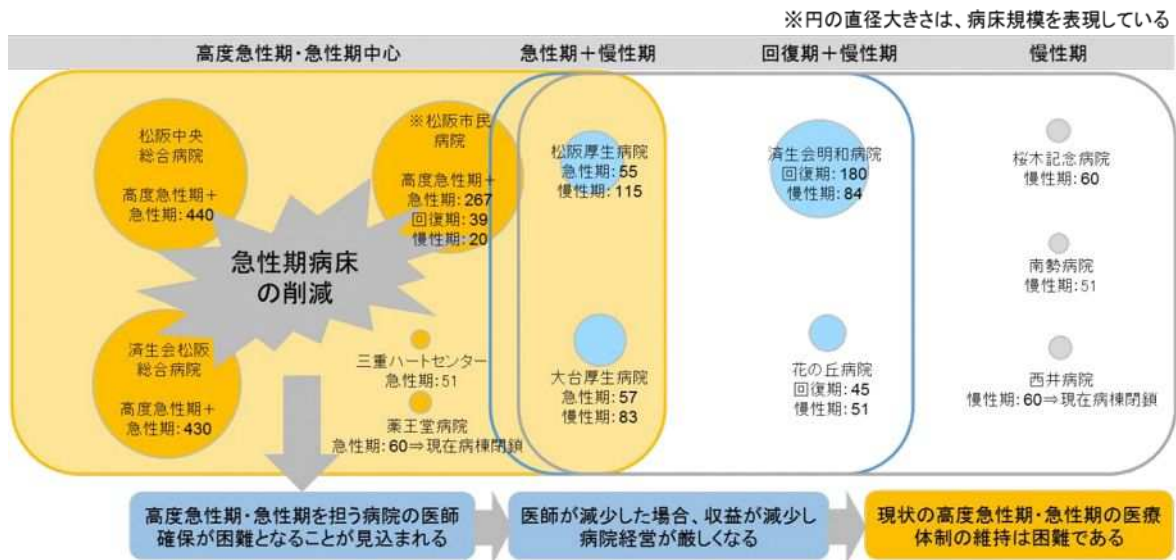 ※円の直径大きさは、病床規模を表現している
高度急性期・急性期中心
急性期＋慢性期
回復期＋慢性期
慢性期
松阪中央
総合病院
高度急性期＋
急性期：440
※松阪市民
病院
高度急性期＋
急性期：267
回復期：39
慢性期：20
松阪厚生病院
急性期：55
慢性期：115
済生会明和病院
回復期：180
慢性期：84
桜木記念病院
慢性期：60
急性期病床
の削減
南勢病院
慢性期：51
済生会松阪
総合病院
高度急性期＋
急性期：430
三重ハートセンター
急性期：51
薬王堂病院
急性期：60⇒現在病棟閉鎖
大台厚生病院
急性期：57
慢性期：83
花の丘病院
回復期：45
慢性期：51
西井病院
慢性期：60⇒現在病棟閉鎖
高度急性期・急性期を担う病院の医師
確保が困難となることが見込まれる
医師が減少した場合、収益が減少し
病院経営が厳しくなる
現状の高度急性期・急性期の医療
体制の維持は困難である